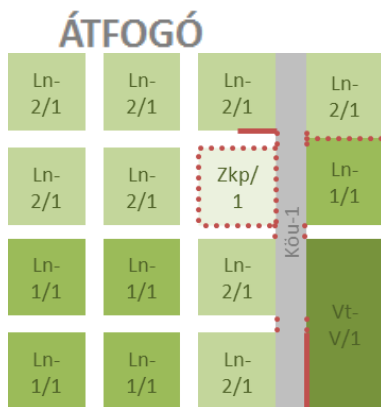 ÁTFOGÓ
Ln-
2/1
Ln-
2/1
Ln-
2/1
Ln-
2/1
Ln-
2/1
Ln-
2/1
Zkp/
1
Ln-
1/1
Köu-1
Ln-
1/1
Ln-
1/1
Ln-
2/1
Vt-
V/1
Ln-
1/1
Ln-
1/1
Ln-
2/1